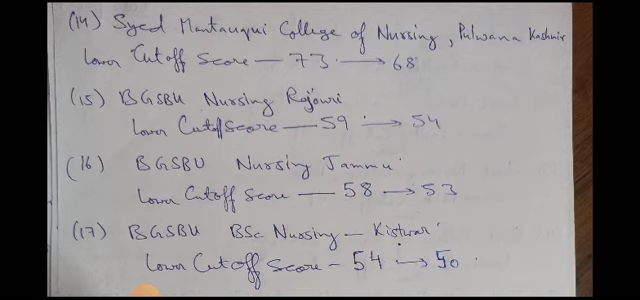 (14) Syed Mantauqui College of Nursing, Pulwana Kashmir
Lower Cutoff Score — 73 → 68
(15) BGSBU Nursing Rajouri
Lower Cutoff Score — 59 → 54
(16) BGSBU Nursing Jammu
Lower Cutoff Score — 58 → 53
(17) BGSBU BSc Nursing — Kistwar
Lower Cutoff Score - 54 → 50